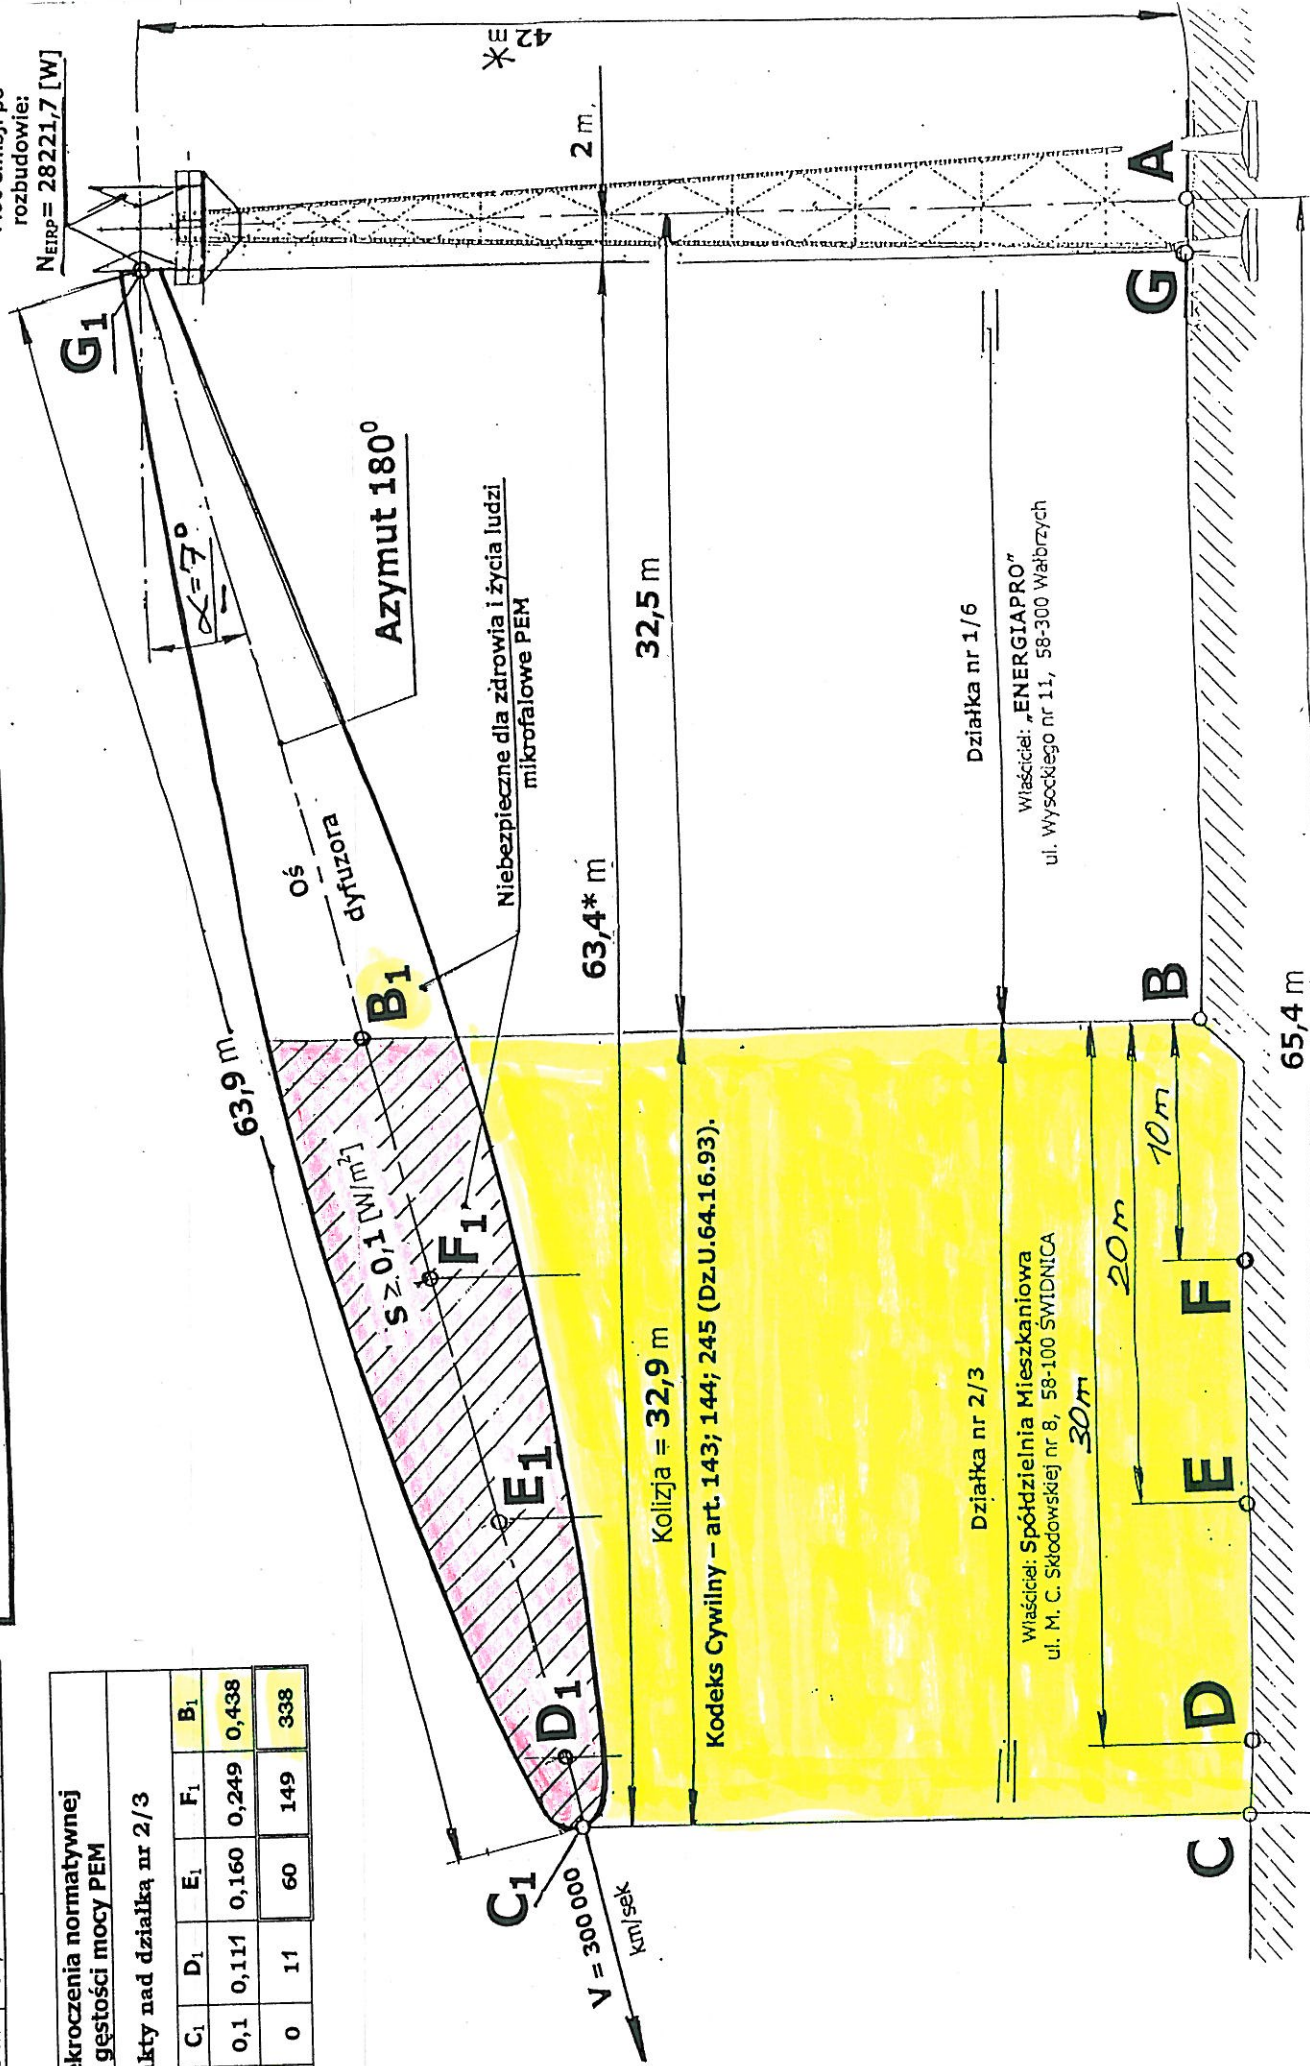 rozbudowie:
N_EIRP = 28221,7 [W]
42 m
*
2 m
G₁
α=7°
Azymut 180°
Niebezpieczne dla zdrowia i życia ludzi
mikrofalowe PEM
Oś
dyfuzora
63,9 m
B₁
S ≥ 0,1 [W/m²]
F₁
E₁
D₁
C₁
V = 300 000
km/sek
63,4* m
32,5 m
Kolizja = 32,9 m
Kodeks Cywilny – art. 143; 144; 245 (Dz.U.64.16.93).
Działka nr 1/6
Właściciel: „ENERGIAPRO”
ul. Wysockiego nr 11, 58-300 Wałbrzych
Działka nr 2/3
Właściciel: Spółdzielnia Mieszkaniowa
ul. M. C. Skłodowskiej nr 8, 58-100 ŚWIDNICA
30m
20m
10m
C
D
E
F
B
G
A
65,4 m
ekroczenia normatywnej
gęstości mocy PEM
kty nad działką nr 2/3
C₁ D₁ E₁ F₁ B₁
0,1 0,111 0,160 0,249 0,438
0 11 60 149 338